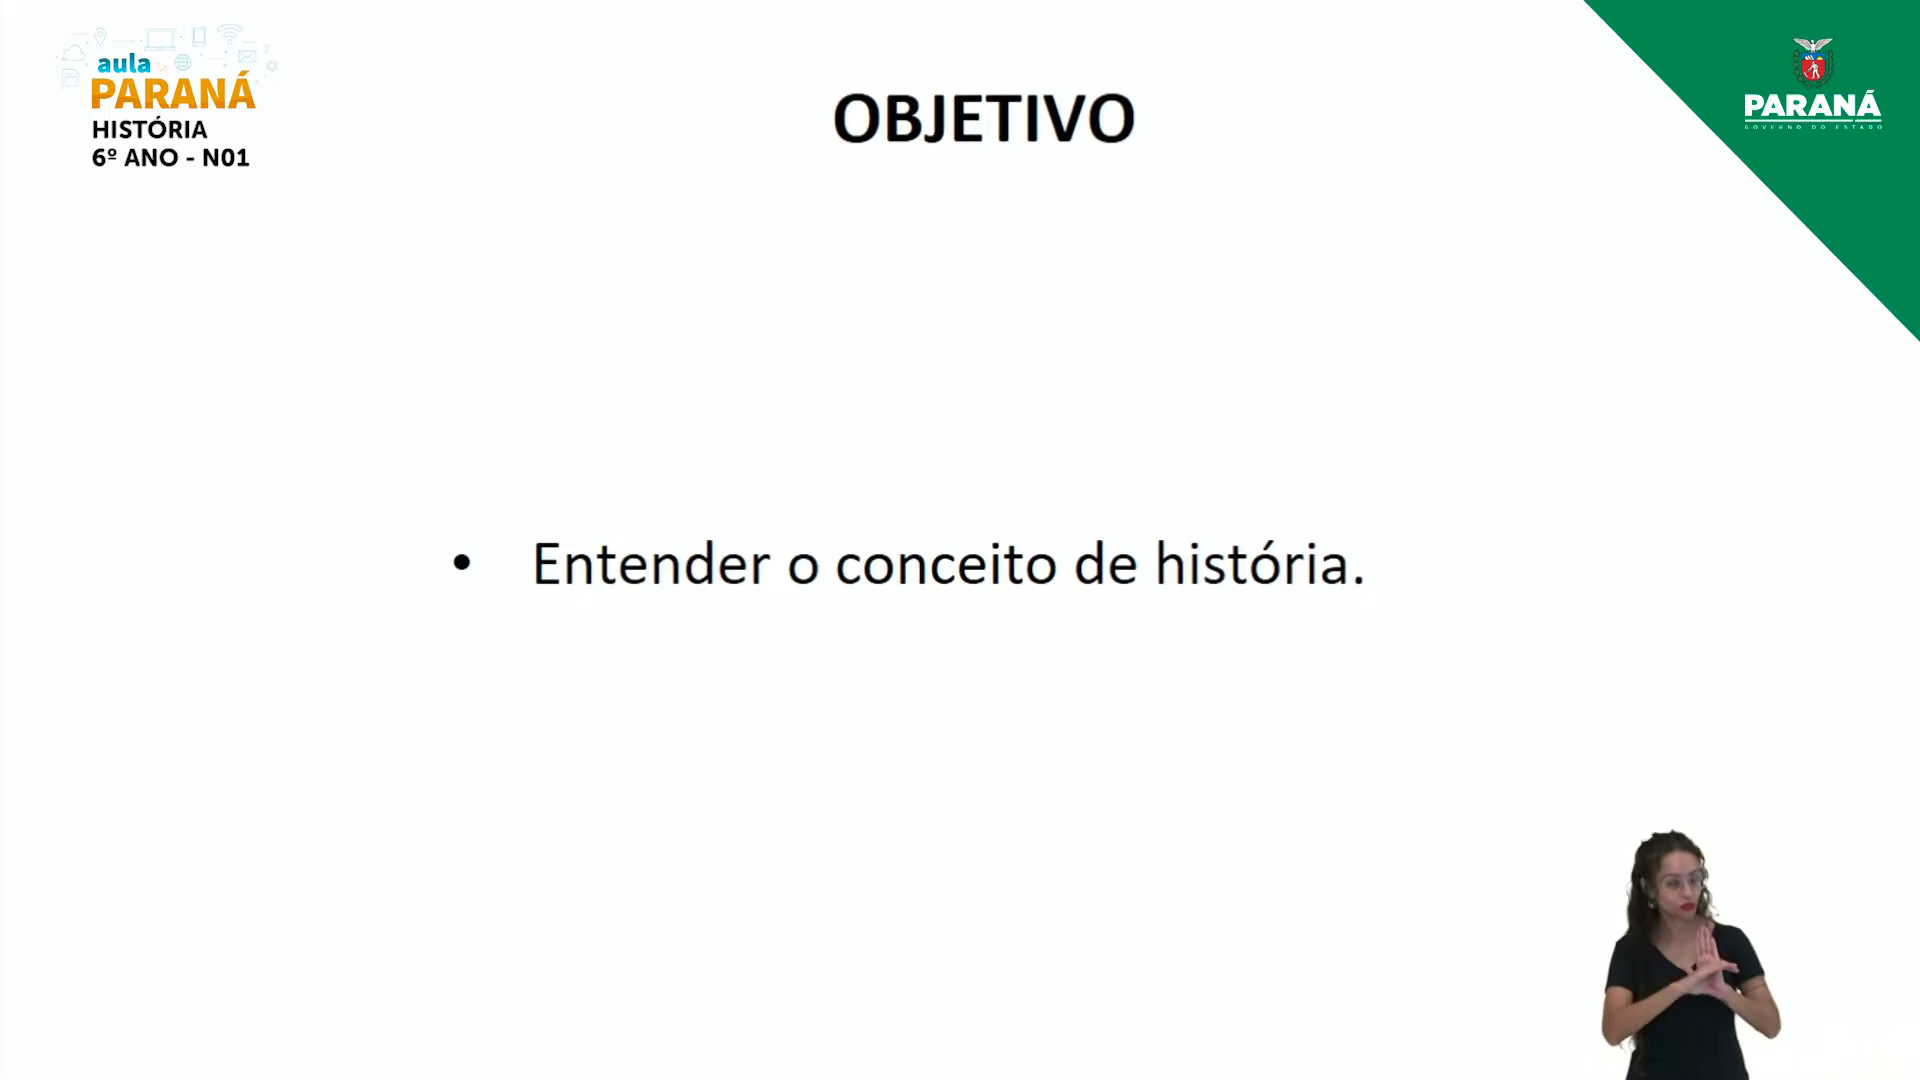 aula
PARANÁ
HISTÓRIA
6º ANO - N01
OBJETIVO
PARANÁ
GOVERNO DO ESTADO
• Entender o conceito de história.